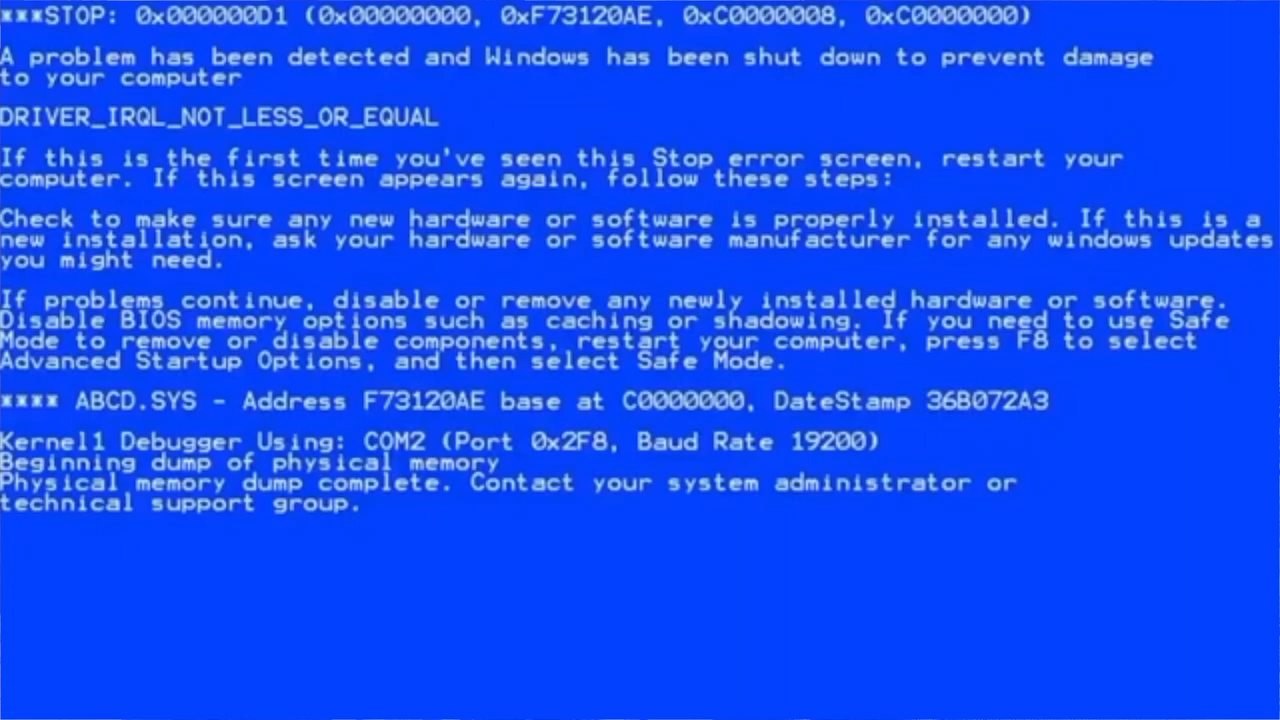 ***STOP: 0x000000D1 (0x00000000, 0xF73120AE, 0xC0000008, 0xC0000000)
A problem has been detected and Windows has been shut down to prevent damage
to your computer
DRIVER_IRQL_NOT_LESS_OR_EQUAL
If this is the first time you've seen this Stop error screen, restart your
computer. If this screen appears again, follow these steps:
Check to make sure any new hardware or software is properly installed. If this is a
new installation, ask your hardware or software manufacturer for any windows updates
you might need.
If problems continue, disable or remove any newly installed hardware or software.
Disable BIOS memory options such as caching or shadowing. If you need to use Safe
Mode to remove or disable components, restart your computer, press F8 to select
Advanced Startup Options, and then select Safe Mode.
**** ABCD.SYS - Address F73120AE base at C0000000, DateStamp 36B072A3
Kernel1 Debugger Using: COM2 (Port 0x2F8, Baud Rate 19200)
Beginning dump of physical memory
Physical memory dump complete. Contact your system administrator or
technical support group.